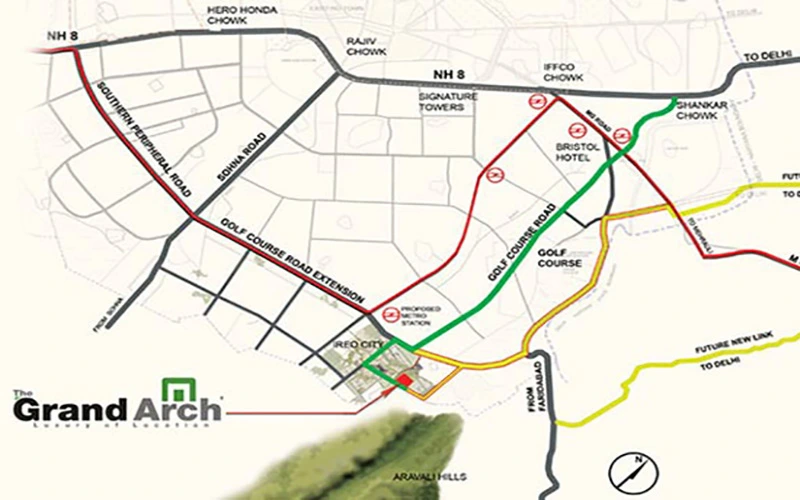 HERO HONDA
CHOWK
NH 8
RAJIV
CHOWK
NH 8
IFFCO
CHOWK
TO DELHI
SIGNATURE
TOWERS
SHANKAR
CHOWK
MG ROAD
BRISTOL
HOTEL
SOUTHERN PERIPHERAL ROAD
SOHNA ROAD
GOLF COURSE ROAD EXTENSION
GOLF COURSE ROAD
GOLF
COURSE
FUTU
TO D
TO MEHRAULI
M
FROM SOHNA
PROPOSED
METRO
STATION
IREO CITY
FUTURE NEW LINK
TO DELHI
FROM
FARIDABAD
The
Grand Arch
Luxury of Location
ARAVALI HILLS
N